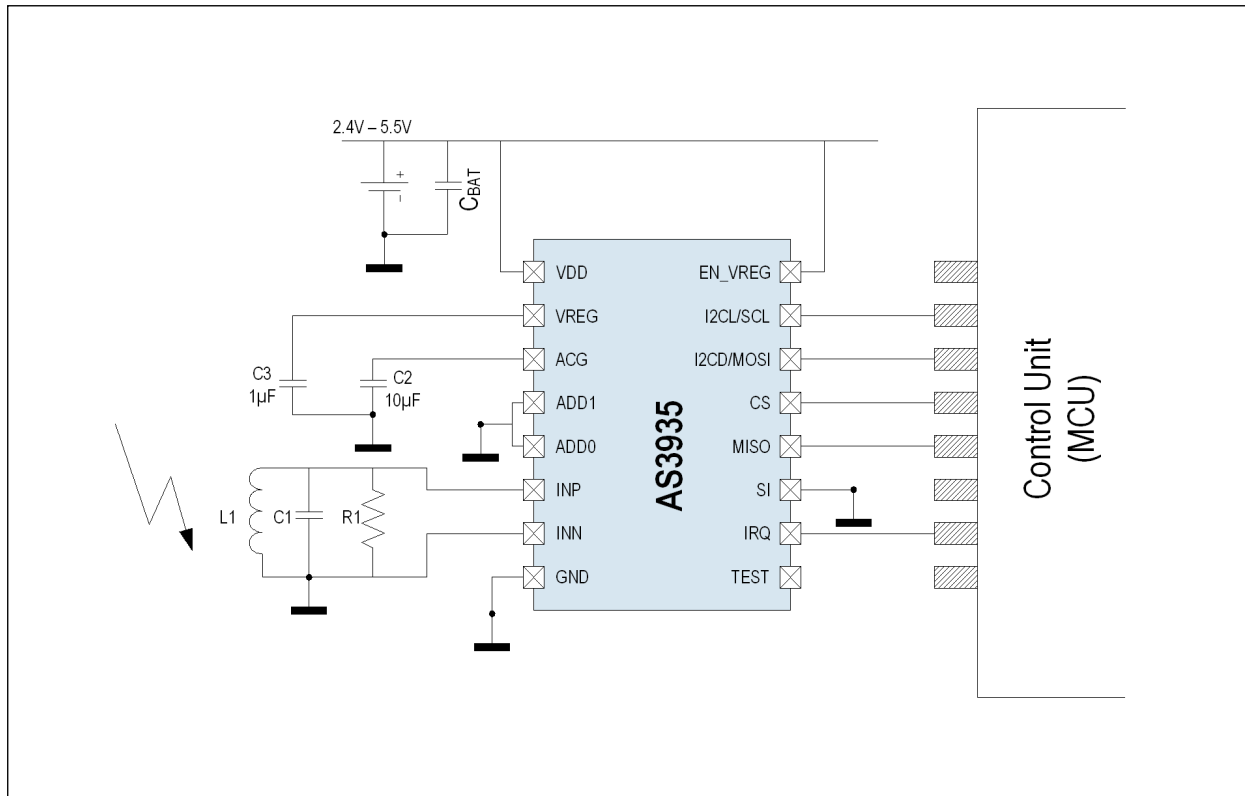 2.4V – 5.5V
+
-
CBAT
VDD
VREG
ACG
ADD1
ADD0
INP
INN
GND
AS3935
EN_VREG
I2CL/SCL
I2CD/MOSI
CS
MISO
SI
IRQ
TEST
C3
1µF
C2
10µF
L1
C1
R1
Control Unit
(MCU)